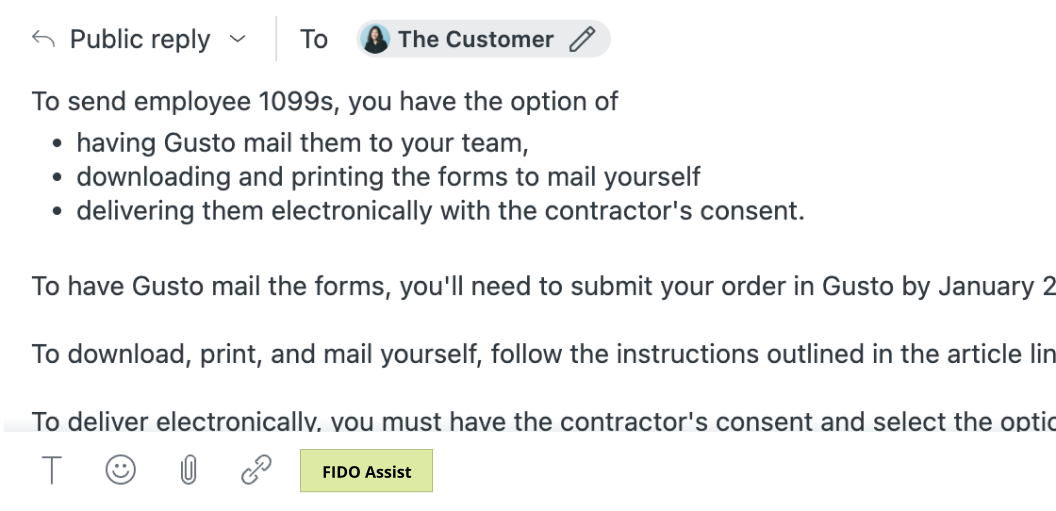 Public reply To The Customer
To send employee 1099s, you have the option of
• having Gusto mail them to your team,
• downloading and printing the forms to mail yourself
• delivering them electronically with the contractor's consent.
To have Gusto mail the forms, you'll need to submit your order in Gusto by January 2
To download, print, and mail yourself, follow the instructions outlined in the article lin
To deliver electronically, you must have the contractor's consent and select the optic
T FIDO Assist